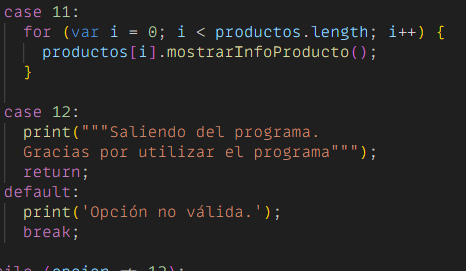 case 11:
for (var i = 0; i < productos.length; i++) {
productos[i].mostrarInfoProducto();
}
case 12:
print("""Saliendo del programa.
Gracias por utilizar el programa""");
return;
default:
print('Opción no válida.');
break;